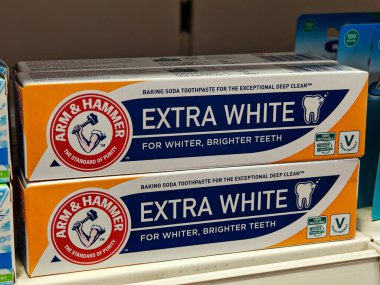 BAKING SODA TOOTHPASTE FOR THE EXCEPTIONAL DEEP CLEAN™
ARM & HAMMER
THE STANDARD OF PURITY
EXTRA WHITE
FOR WHITER, BRIGHTER TEETH
V
BAKING SODA TOOTHPASTE FOR THE EXCEPTIONAL DEEP CLEAN™
ARM & HAMMER
THE STANDARD OF PURITY
EXTRA WHITE
FOR WHITER, BRIGHTER TEETH
V
100